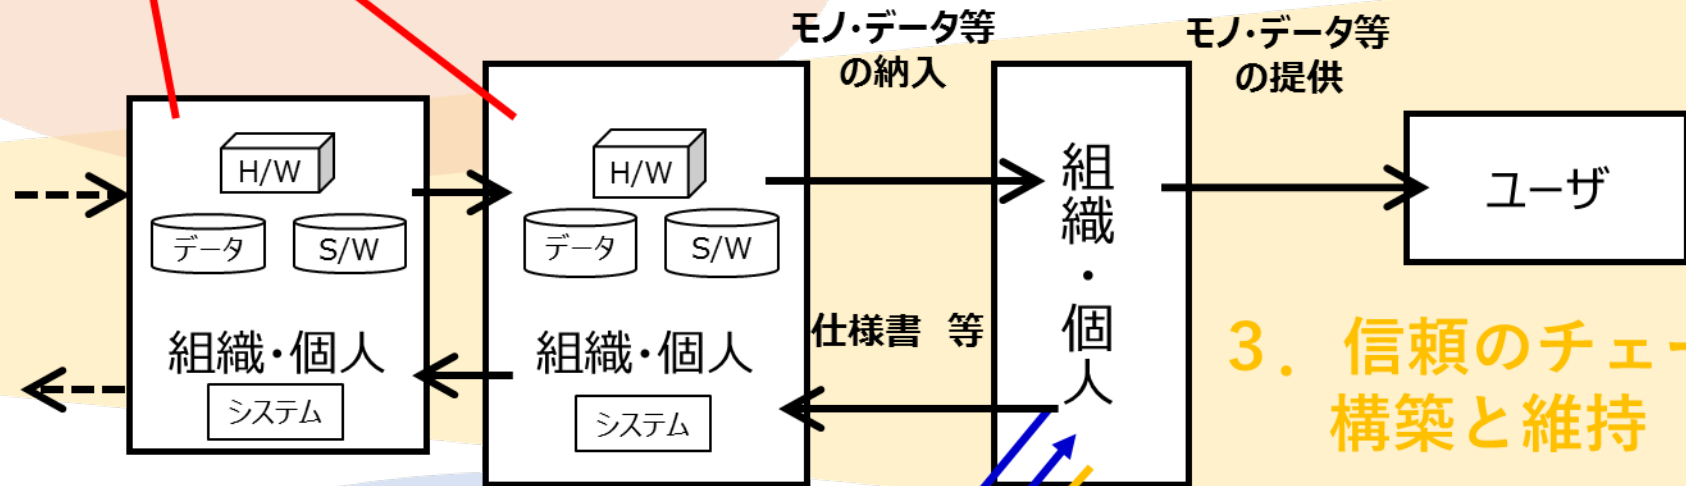 モノ・データ等
の納入
モノ・データ等
の提供
H/W
データ
S/W
組織・個人
システム
H/W
データ
S/W
組織・個人
システム
仕様書 等
組織・個人
ユーザ
3. 信頼のチェー
構築と維持